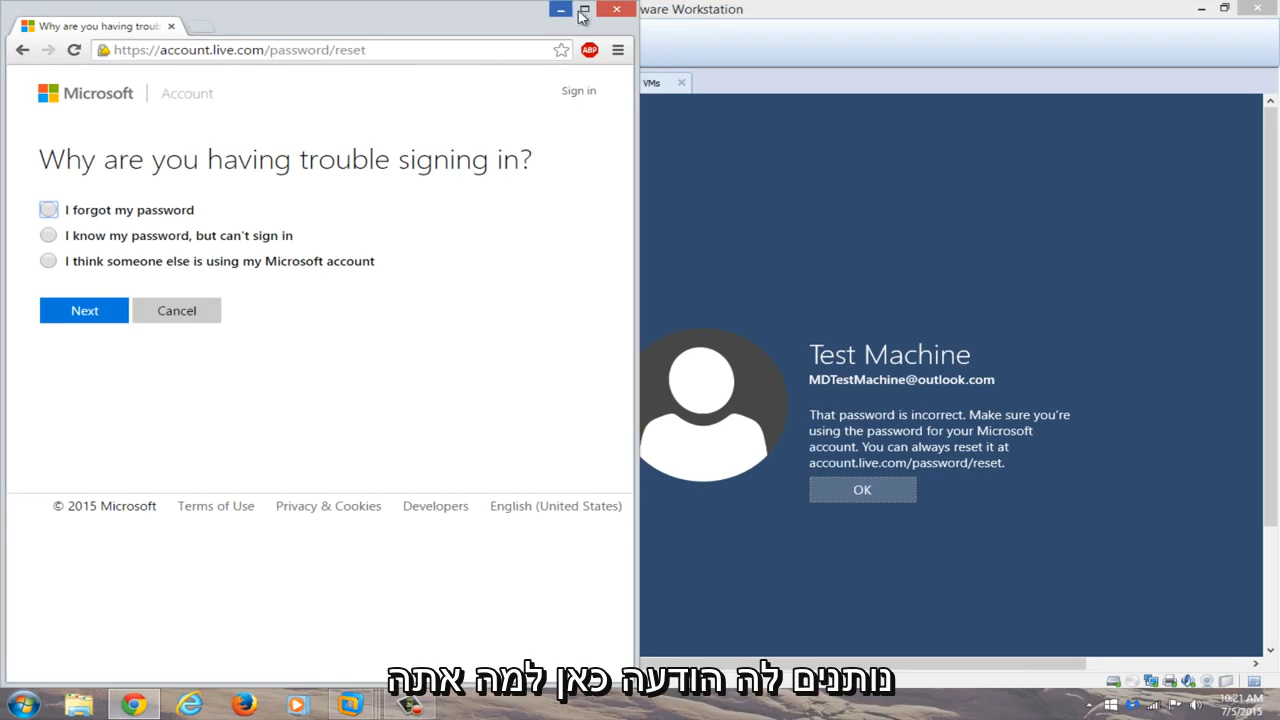 Why are you having troub
ware Workstation
https://account.live.com/password/reset
ABP
VMs
Microsoft
Account
Sign in
Why are you having trouble signing in?
I forgot my password
I know my password, but can't sign in
I think someone else is using my Microsoft account
Next
Cancel
Test Machine
MDTestMachine@outlook.com
That password is incorrect. Make sure you're
using the password for your Microsoft
account. You can always reset it at
account.live.com/password/reset.
OK
© 2015 Microsoft
Terms of Use
Privacy & Cookies
Developers
English (United States)
נותנים לה הודעה כאן למה אתה
10:21 AM
7/5/2015